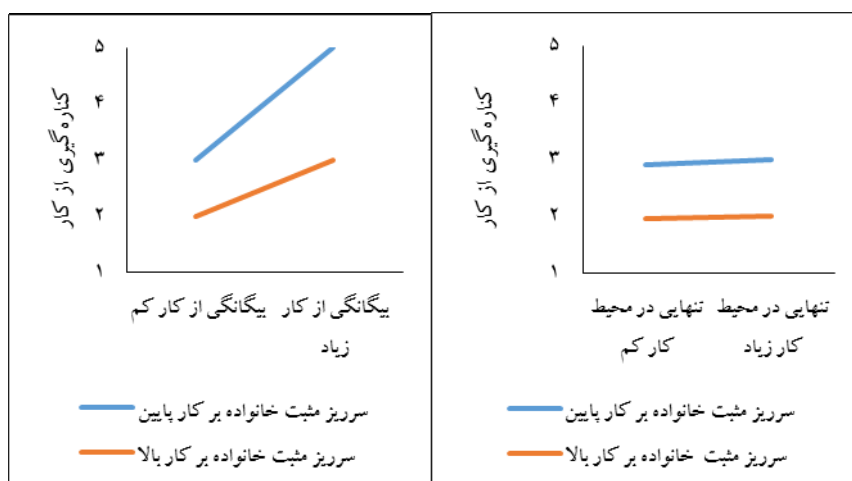 ۵
۴
۳
۲
۱
کناره گیری از کار
بیگانگی از کار کم
بیگانگی از کار
زیاد
سرریز مثبت خانواده بر کار پایین
سرریز مثبت خانواده بر کار بالا
۵
۴
۳
۲
۱
کناره گیری از کار
تنهایی در محیط
کار کم
تنهایی در محیط
کار زیاد
سرریز مثبت خانواده بر کار پایین
سرریز مثبت خانواده بر کار بالا